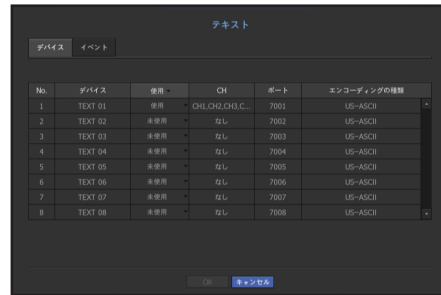 テキスト
デバイス イベント
No. デバイス 使用 CH ポート エンコーディングの種類
1 TEXT 01 使用 CH1,CH2,CH3,C... 7001 US-ASCII
2 TEXT 02 未使用 なし 7002 US-ASCII
3 TEXT 03 未使用 なし 7003 US-ASCII
4 TEXT 04 未使用 なし 7004 US-ASCII
5 TEXT 05 未使用 なし 7005 US-ASCII
6 TEXT 06 未使用 なし 7006 US-ASCII
7 TEXT 07 未使用 なし 7007 US-ASCII
8 TEXT 08 未使用 なし 7008 US-ASCII
OK キャンセル